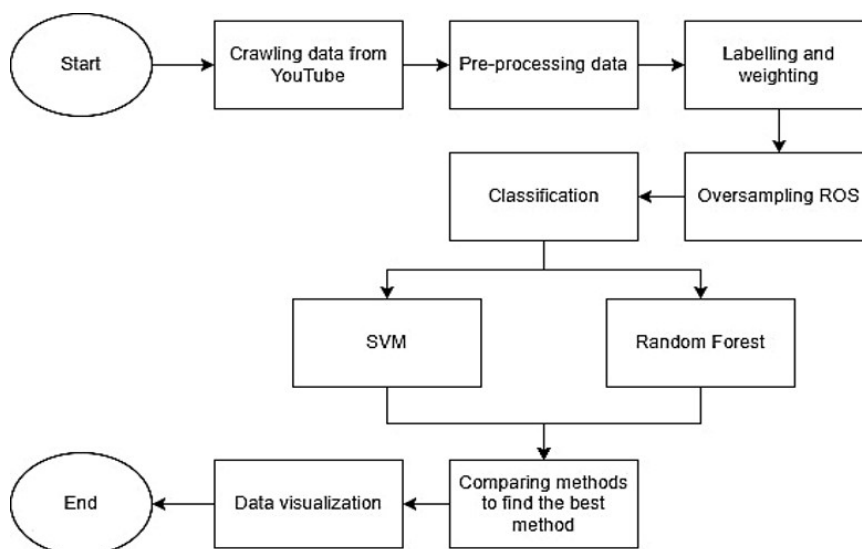 Start
Crawling data from
YouTube
Pre-processing data
Labelling and
weighting
Classification
Oversampling ROS
SVM
Random Forest
End
Data visualization
Comparing methods
to find the best
method